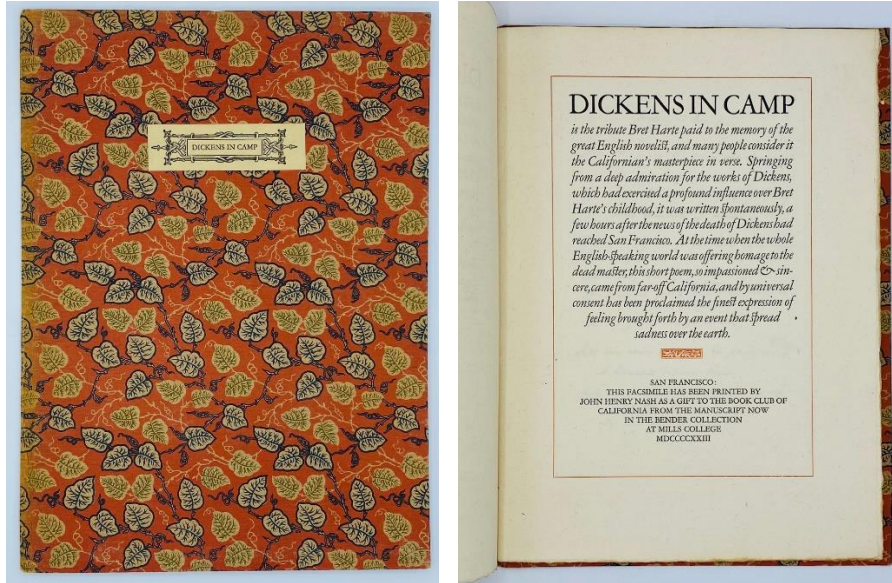 DICKENS IN CAMP
DICKENS IN CAMP
is the tribute Bret Harte paid to the memory of the
great English novelist, and many people consider it
the Californian's masterpiece in verse. Springing
from a deep admiration for the works of Dickens,
which had exercised a profound influence over Bret
Harte's childhood, it was written spontaneously, a
few hours after the news of the death of Dickens had
reached San Francisco. At the time when the whole
English-speaking world was offering homage to the
dead master, this short poem, so impassioned & sin-
cere, came from far-off California, and by universal
consent has been proclaimed the finest expression of
feeling brought forth by an event that spread
sadness over the earth.
SAN FRANCISCO:
THIS FACSIMILE HAS BEEN PRINTED BY
JOHN HENRY NASH AS A GIFT TO THE BOOK CLUB OF
CALIFORNIA FROM THE MANUSCRIPT NOW
IN THE BENDER COLLECTION
AT MILLS COLLEGE
MDCCCCXXIII